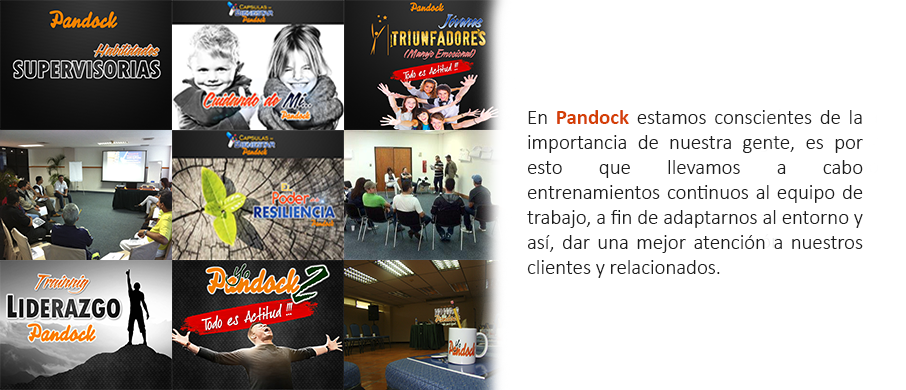 Pandock
Habilidades
SUPERVISORIAS
CAPSULAS DE
BIENESTAR
Pandock
Cuidando de Mi..
Pandock
Pandock
Jóvenes
TRIUNFADORES
(Manejo Emocional)
Todo es Actitud !!!
CAPSULAS DE
BIENESTAR
Pandock
El Poder de la
RESILIENCIA
Pandock
Training
LIDERAZGO
Pandock
Yo
Pandock 2
Todo es Actitud !!!
Pandock
En Pandock estamos conscientes de la
importancia de nuestra gente, es por
esto que llevamos a cabo
entrenamientos continuos al equipo de
trabajo, a fin de adaptarnos al entorno y
así, dar una mejor atención a nuestros
clientes y relacionados.